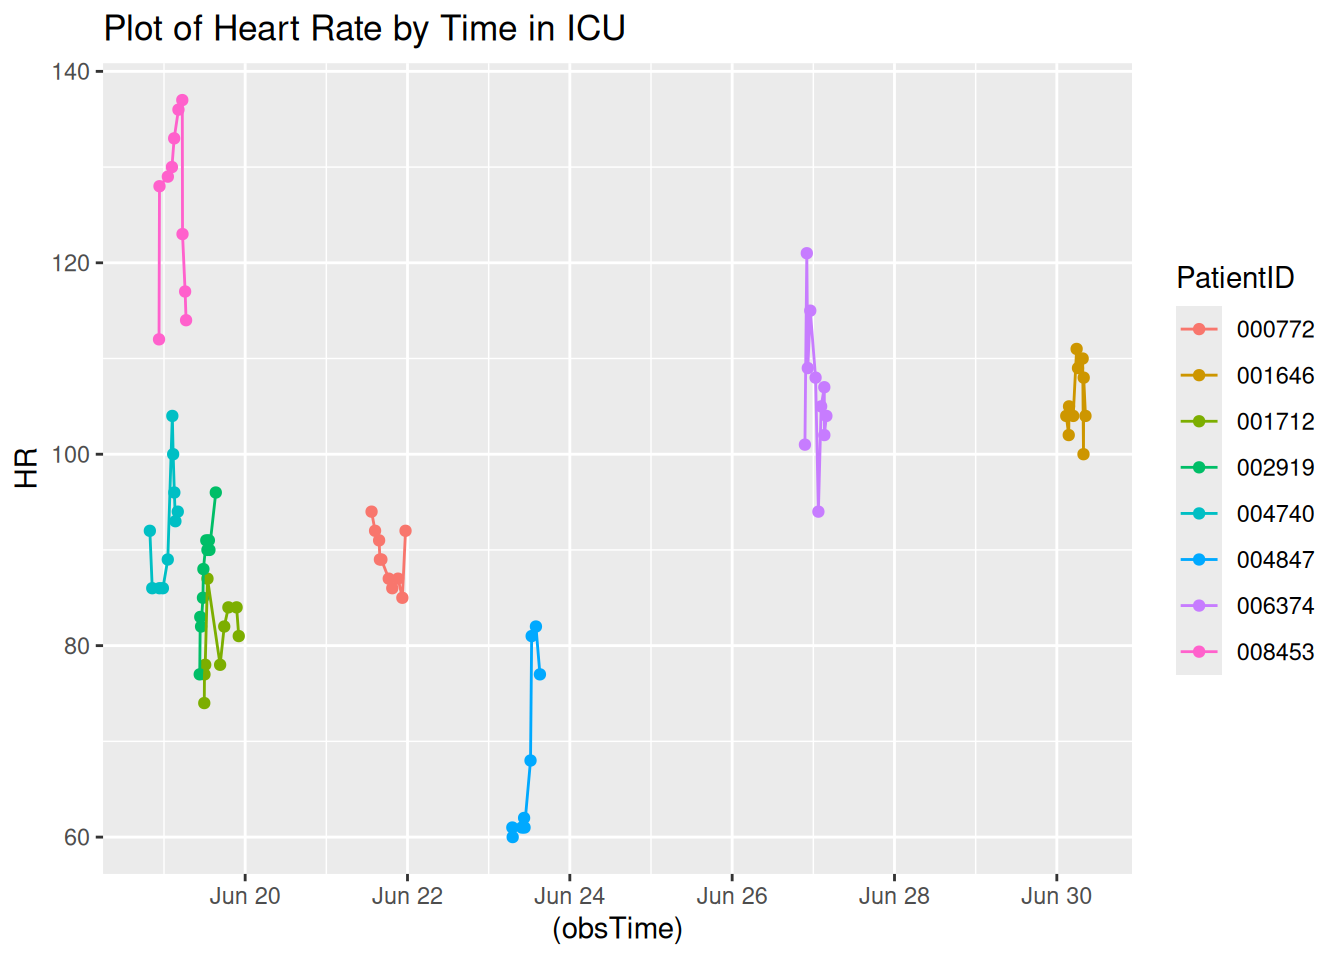 Plot of Heart Rate by Time in ICU
140
120
100
80
60
HR
Jun 20
Jun 22
Jun 24
Jun 26
Jun 28
Jun 30
(obsTime)
PatientID
000772
001646
001712
002919
004740
004847
006374
008453